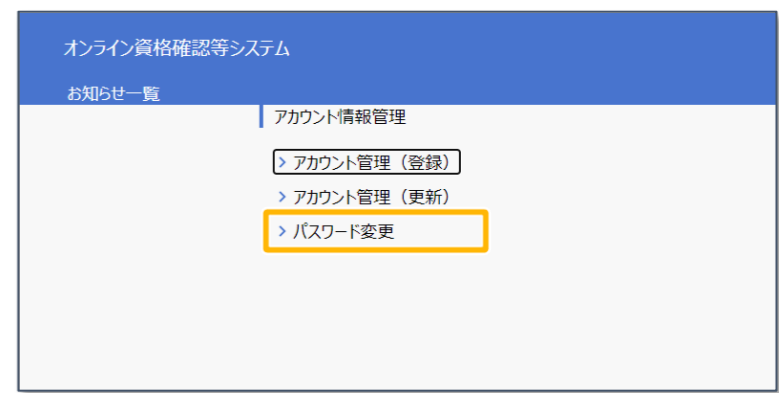 オンライン資格確認等システム
お知らせ一覧
アカウント情報管理
> アカウント管理（登録）
> アカウント管理（更新）
> パスワード変更